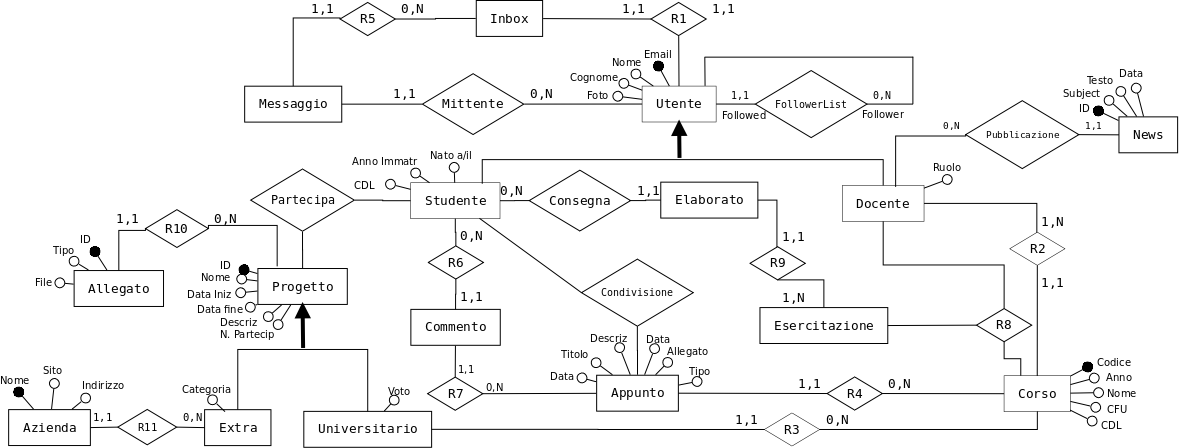 1,1 R5 0,N Inbox 1,1 R1 1,1
Messaggio 1,1 Mittente 0,N Utente
Email
Nome
Cognome
Foto
1,1 FollowerList 0,N
Followed Follower
0,N Pubblicazione 1,1 News
Data
Testo
Subject
ID
Ruolo
Docente
Nato a/il
Anno Immatr
CDL
Partecipa Studente 0,N Consegna 1,1 Elaborato
1,1 R10 0,N
ID
Tipo
File
Allegato
ID
Nome
Data Iniz
Data fine
Descriz
N. Partecip
Progetto
0,N
R6
1,1
Commento
1,1
R7 0,N
Condivisione
1,1
R9
1,N
Esercitazione
R8
1,N
R2
1,1
Descriz
Data
Titolo
Allegato
Data
Tipo
Appunto 1,1 R4 0,N Corso
Codice
Anno
Nome
CFU
CDL
Nome
Sito
Indirizzo
Azienda 1,1 R11 0,N Extra
Categoria
Voto
Universitario 1,1 R3 0,N